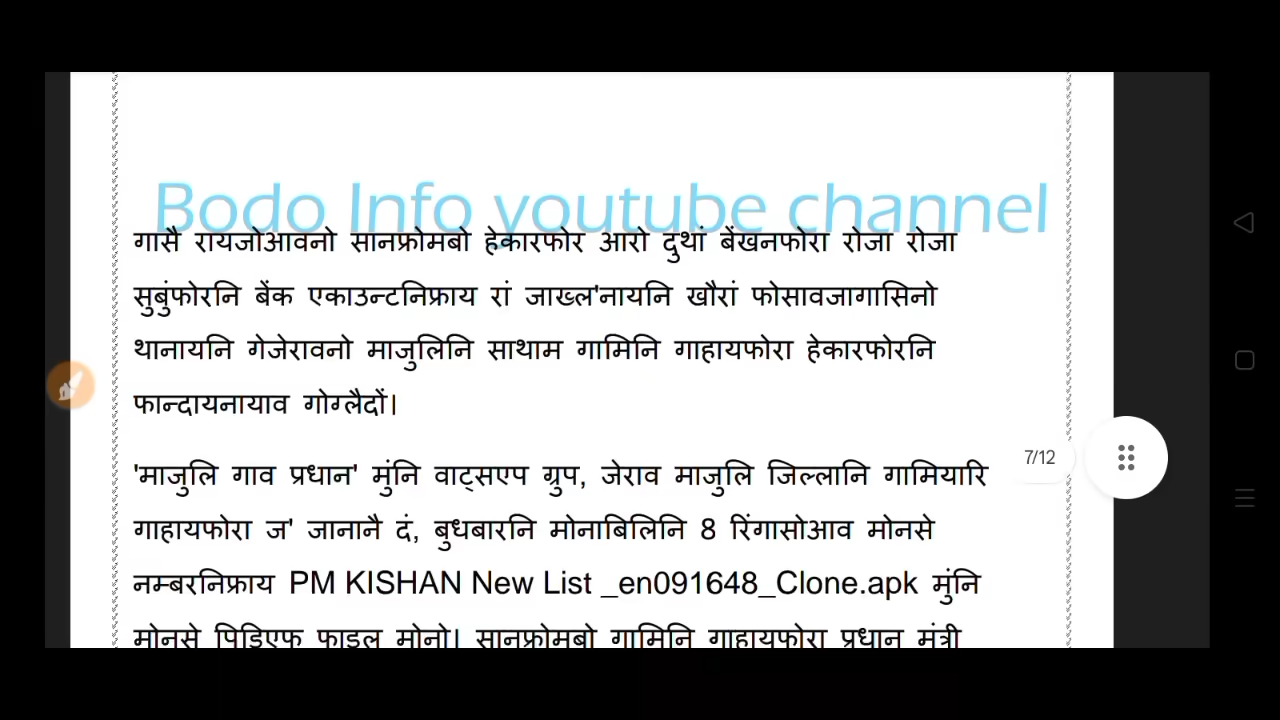 Bodo Info youtube channel
गासै रायजोआवनो सानफ्रोमबो हेकारफोर आरो दुथां बेंखनफोरा रोजा रोजा
सुबुंफोरनि बेंक एकाउन्टनिफ्राय रां जाख्ल'नायनि खौरां फोसावजागासिनो
थानायनि गेजेरावनो माजुलिनि साथाम गामिनि गाहायफोरा हेकारफोरनि
फान्दायनायाव गोग्लैदों।
'माजुलि गाव प्रधान' मुंनि वाट्सएप ग्रुप, जेराव माजुलि जिल्लानि गामियारि
गाहायफोरा ज' जानानै दं, बुधबारनि मोनाबिलिनि 8 रिंगासोआव मोनसे
7/12
नम्बरनिफ्राय PM KISHAN New List _en091648_Clone.apk मुंनि
मोनसे पिडिएफ फाइल मोनो। सानफ्रोमबो गामिनि गाहायफोरा प्रधान मंत्री